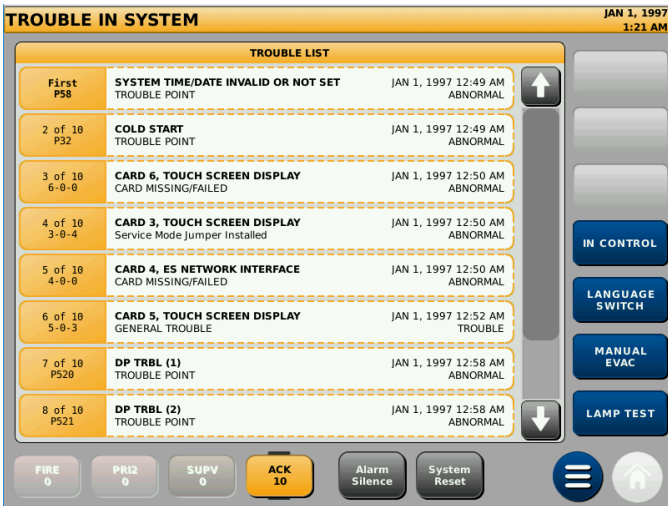 TROUBLE IN SYSTEM
JAN 1, 1997
1:21 AM
TROUBLE LIST
First
P58
SYSTEM TIME/DATE INVALID OR NOT SET
TROUBLE POINT
JAN 1, 1997 12:49 AM
ABNORMAL
2 of 10
P32
COLD START
TROUBLE POINT
JAN 1, 1997 12:49 AM
ABNORMAL
3 of 10
6-0-0
CARD 6, TOUCH SCREEN DISPLAY
CARD MISSING/FAILED
JAN 1, 1997 12:50 AM
ABNORMAL
4 of 10
3-0-4
CARD 3, TOUCH SCREEN DISPLAY
Service Mode Jumper Installed
JAN 1, 1997 12:50 AM
ABNORMAL
5 of 10
4-0-0
CARD 4, ES NETWORK INTERFACE
CARD MISSING/FAILED
JAN 1, 1997 12:50 AM
ABNORMAL
6 of 10
5-0-3
CARD 5, TOUCH SCREEN DISPLAY
GENERAL TROUBLE
JAN 1, 1997 12:52 AM
TROUBLE
7 of 10
P520
DP TRBL (1)
TROUBLE POINT
JAN 1, 1997 12:58 AM
ABNORMAL
8 of 10
P521
DP TRBL (2)
TROUBLE POINT
JAN 1, 1997 12:58 AM
ABNORMAL
IN CONTROL
LANGUAGE
SWITCH
MANUAL
EVAC
LAMP TEST
FIRE
0
PRI2
0
SUPV
0
ACK
10
Alarm
Silence
System
Reset